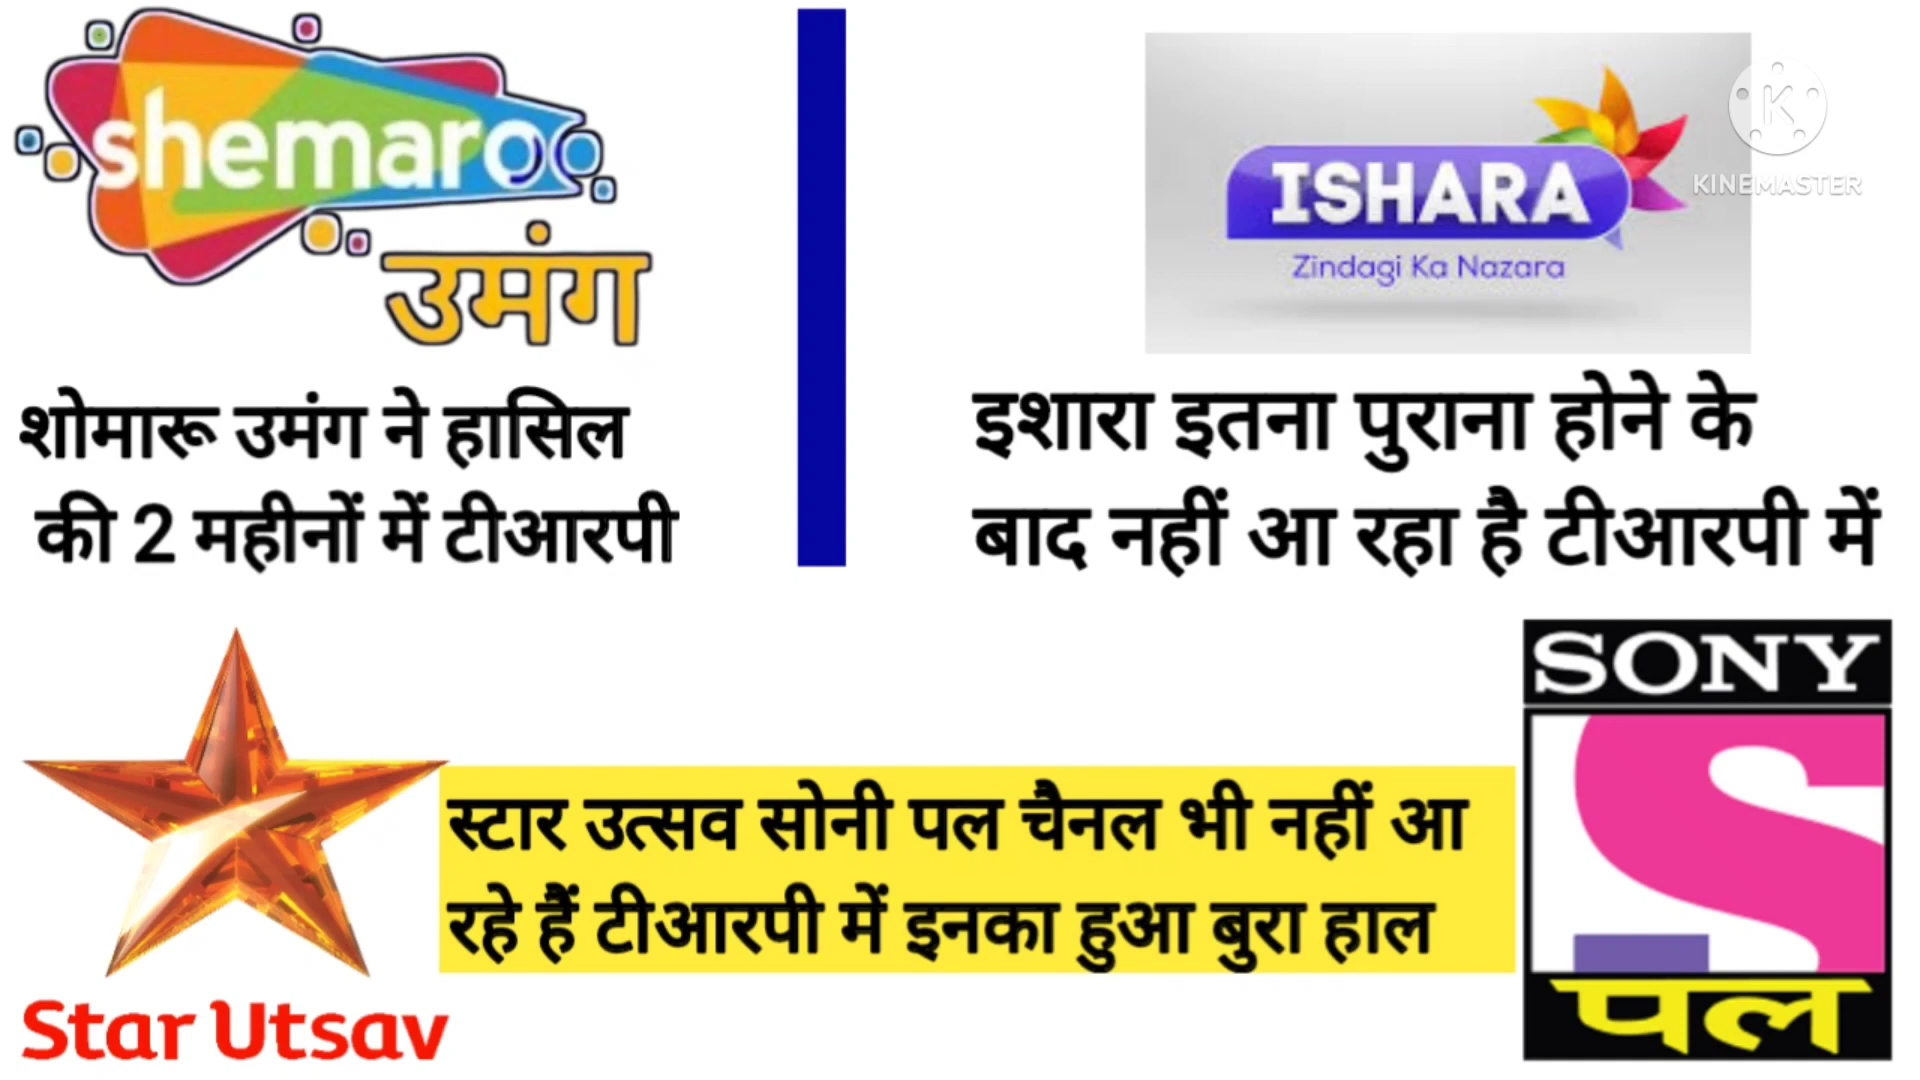 shemaroo
उमंग
शोमारू उमंग ने हासिल
की 2 महीनों में टीआरपी
ISHARA
Zindagi Ka Nazara
KINEMASTER
इशारा इतना पुराना होने के
बाद नहीं आ रहा है टीआरपी में
Star Utsav
स्टार उत्सव सोनी पल चैनल भी नहीं आ
रहे हैं टीआरपी में इनका हुआ बुरा हाल
SONY
पल